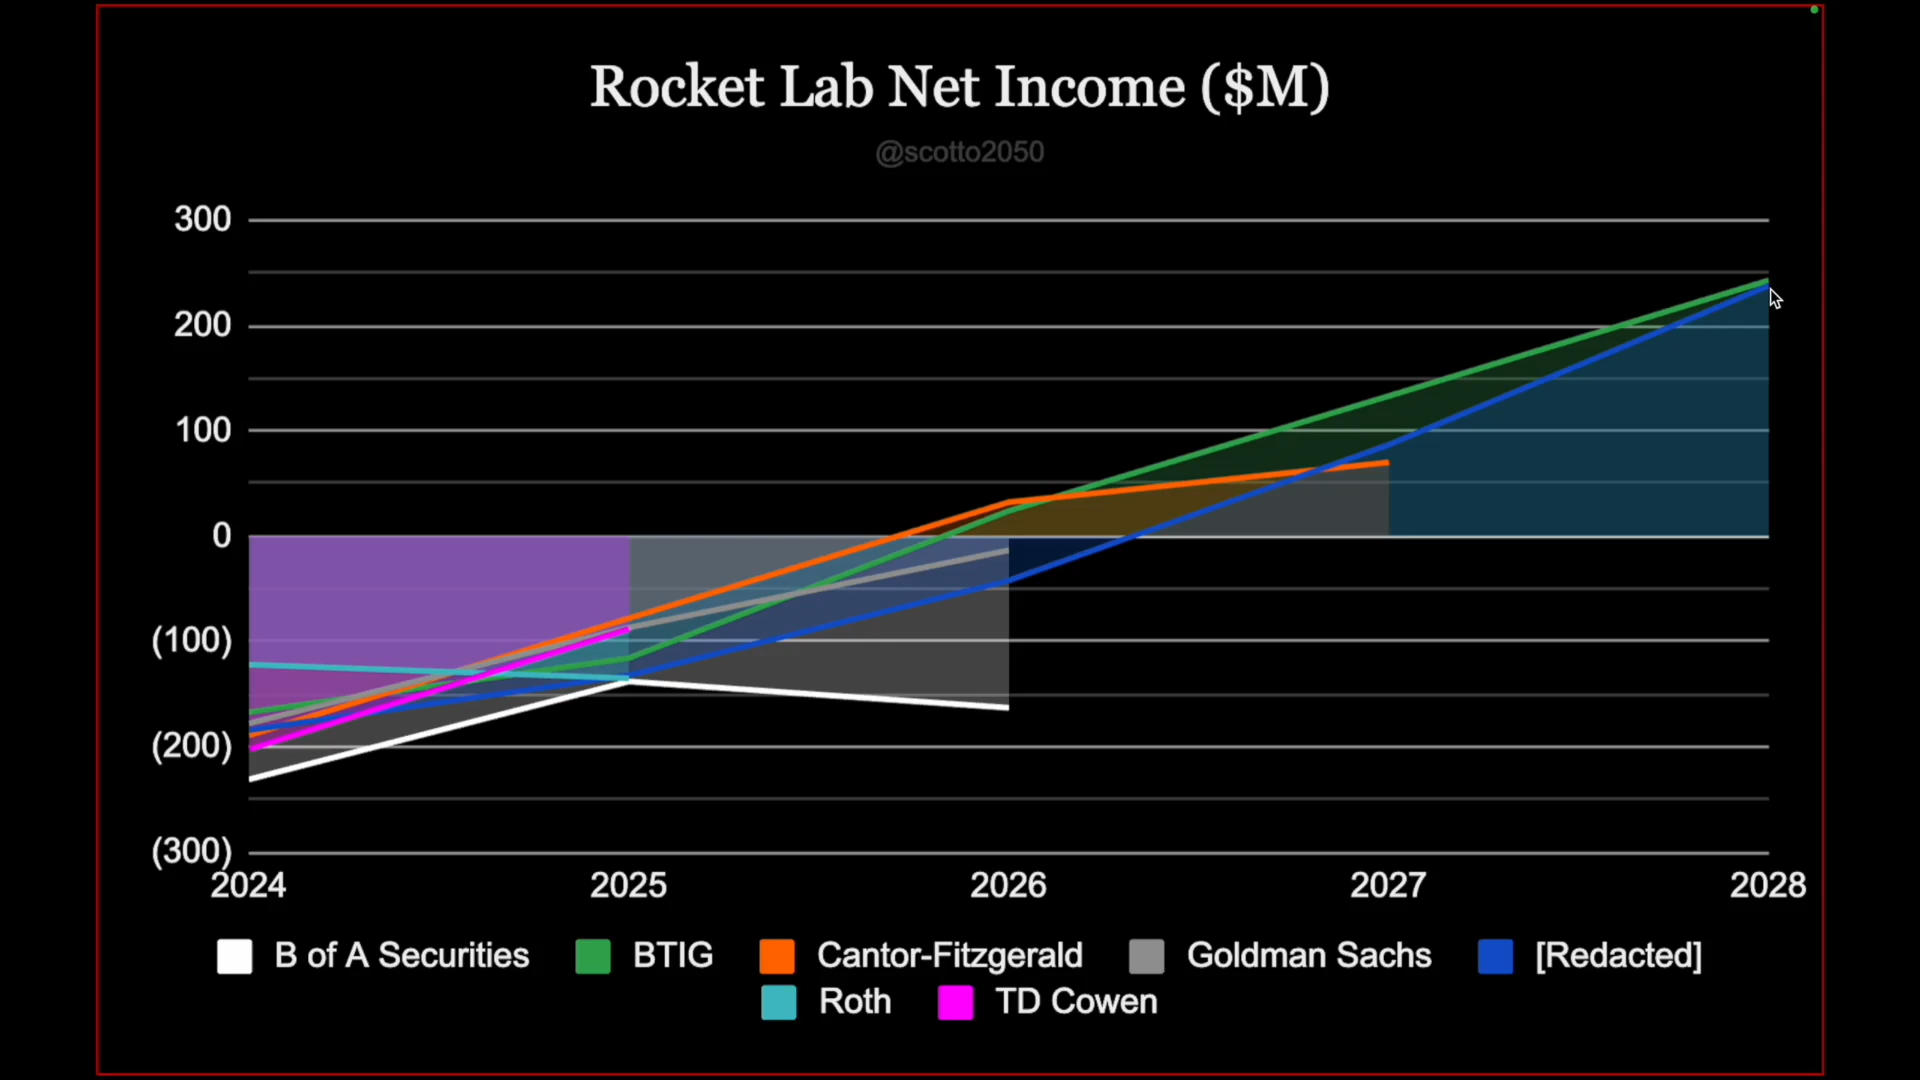 Rocket Lab Net Income ($M)
@scotto2050
300
200
100
0
(100)
(200)
(300)
2024 2025 2026 2027 2028
B of A Securities BTIG Cantor-Fitzgerald Goldman Sachs [Redacted]
Roth TD Cowen